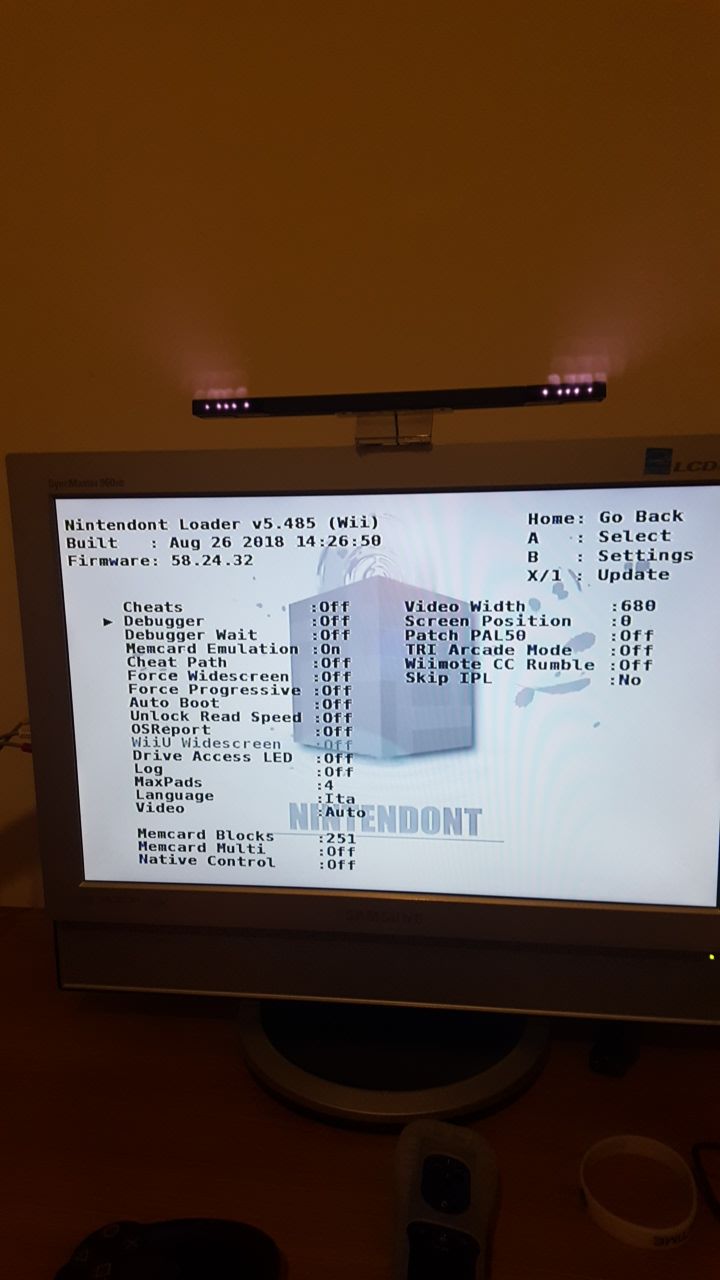 SyncMaster 960
LCD
Nintendont Loader v5.485 (Wii)
Built : Aug 26 2018 14:26:50
Firmware: 58.24.32
Home: Go Back
A : Select
B : Settings
X/1 : Update
Cheats :Off
Debugger :Off
Debugger Wait :Off
Memcard Emulation :On
Cheat Path :Off
Force Widescreen :Off
Force Progressive :Off
Auto Boot :Off
Unlock Read Speed :Off
OSReport :Off
WiiU Widescreen :Off
Drive Access LED :Off
Log :Off
MaxPads :4
Language :Ita
Video :Auto
Memcard Blocks :251
Memcard Multi :Off
Native Control :Off
Video Width :680
Screen Position :0
Patch PAL50 :Off
TRI Arcade Mode :Off
Wiimote CC Rumble :Off
Skip IPL :No
NINTENDONT
SAMSUNG
TIME